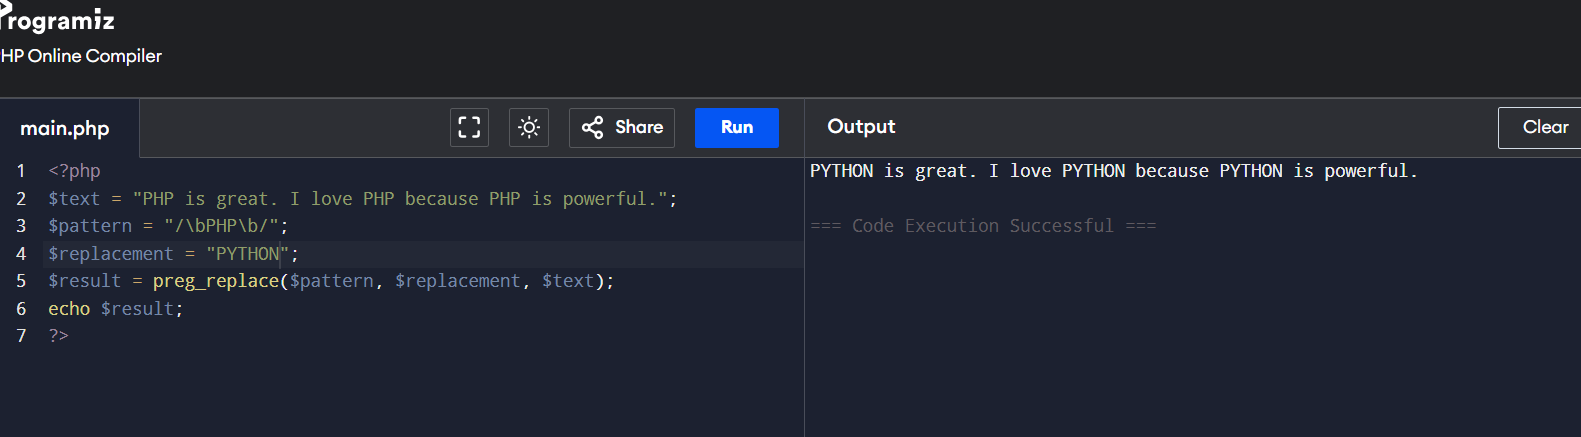 Programiz
HP Online Compiler
main.php
Share
Run
1 <?php
2 $text = "PHP is great. I love PHP because PHP is powerful.";
3 $pattern = "/\bPHP\b/";
4 $replacement = "PYTHON";
5 $result = preg_replace($pattern, $replacement, $text);
6 echo $result;
7 ?>
Output
Clear
PYTHON is great. I love PYTHON because PYTHON is powerful.
=== Code Execution Successful ===